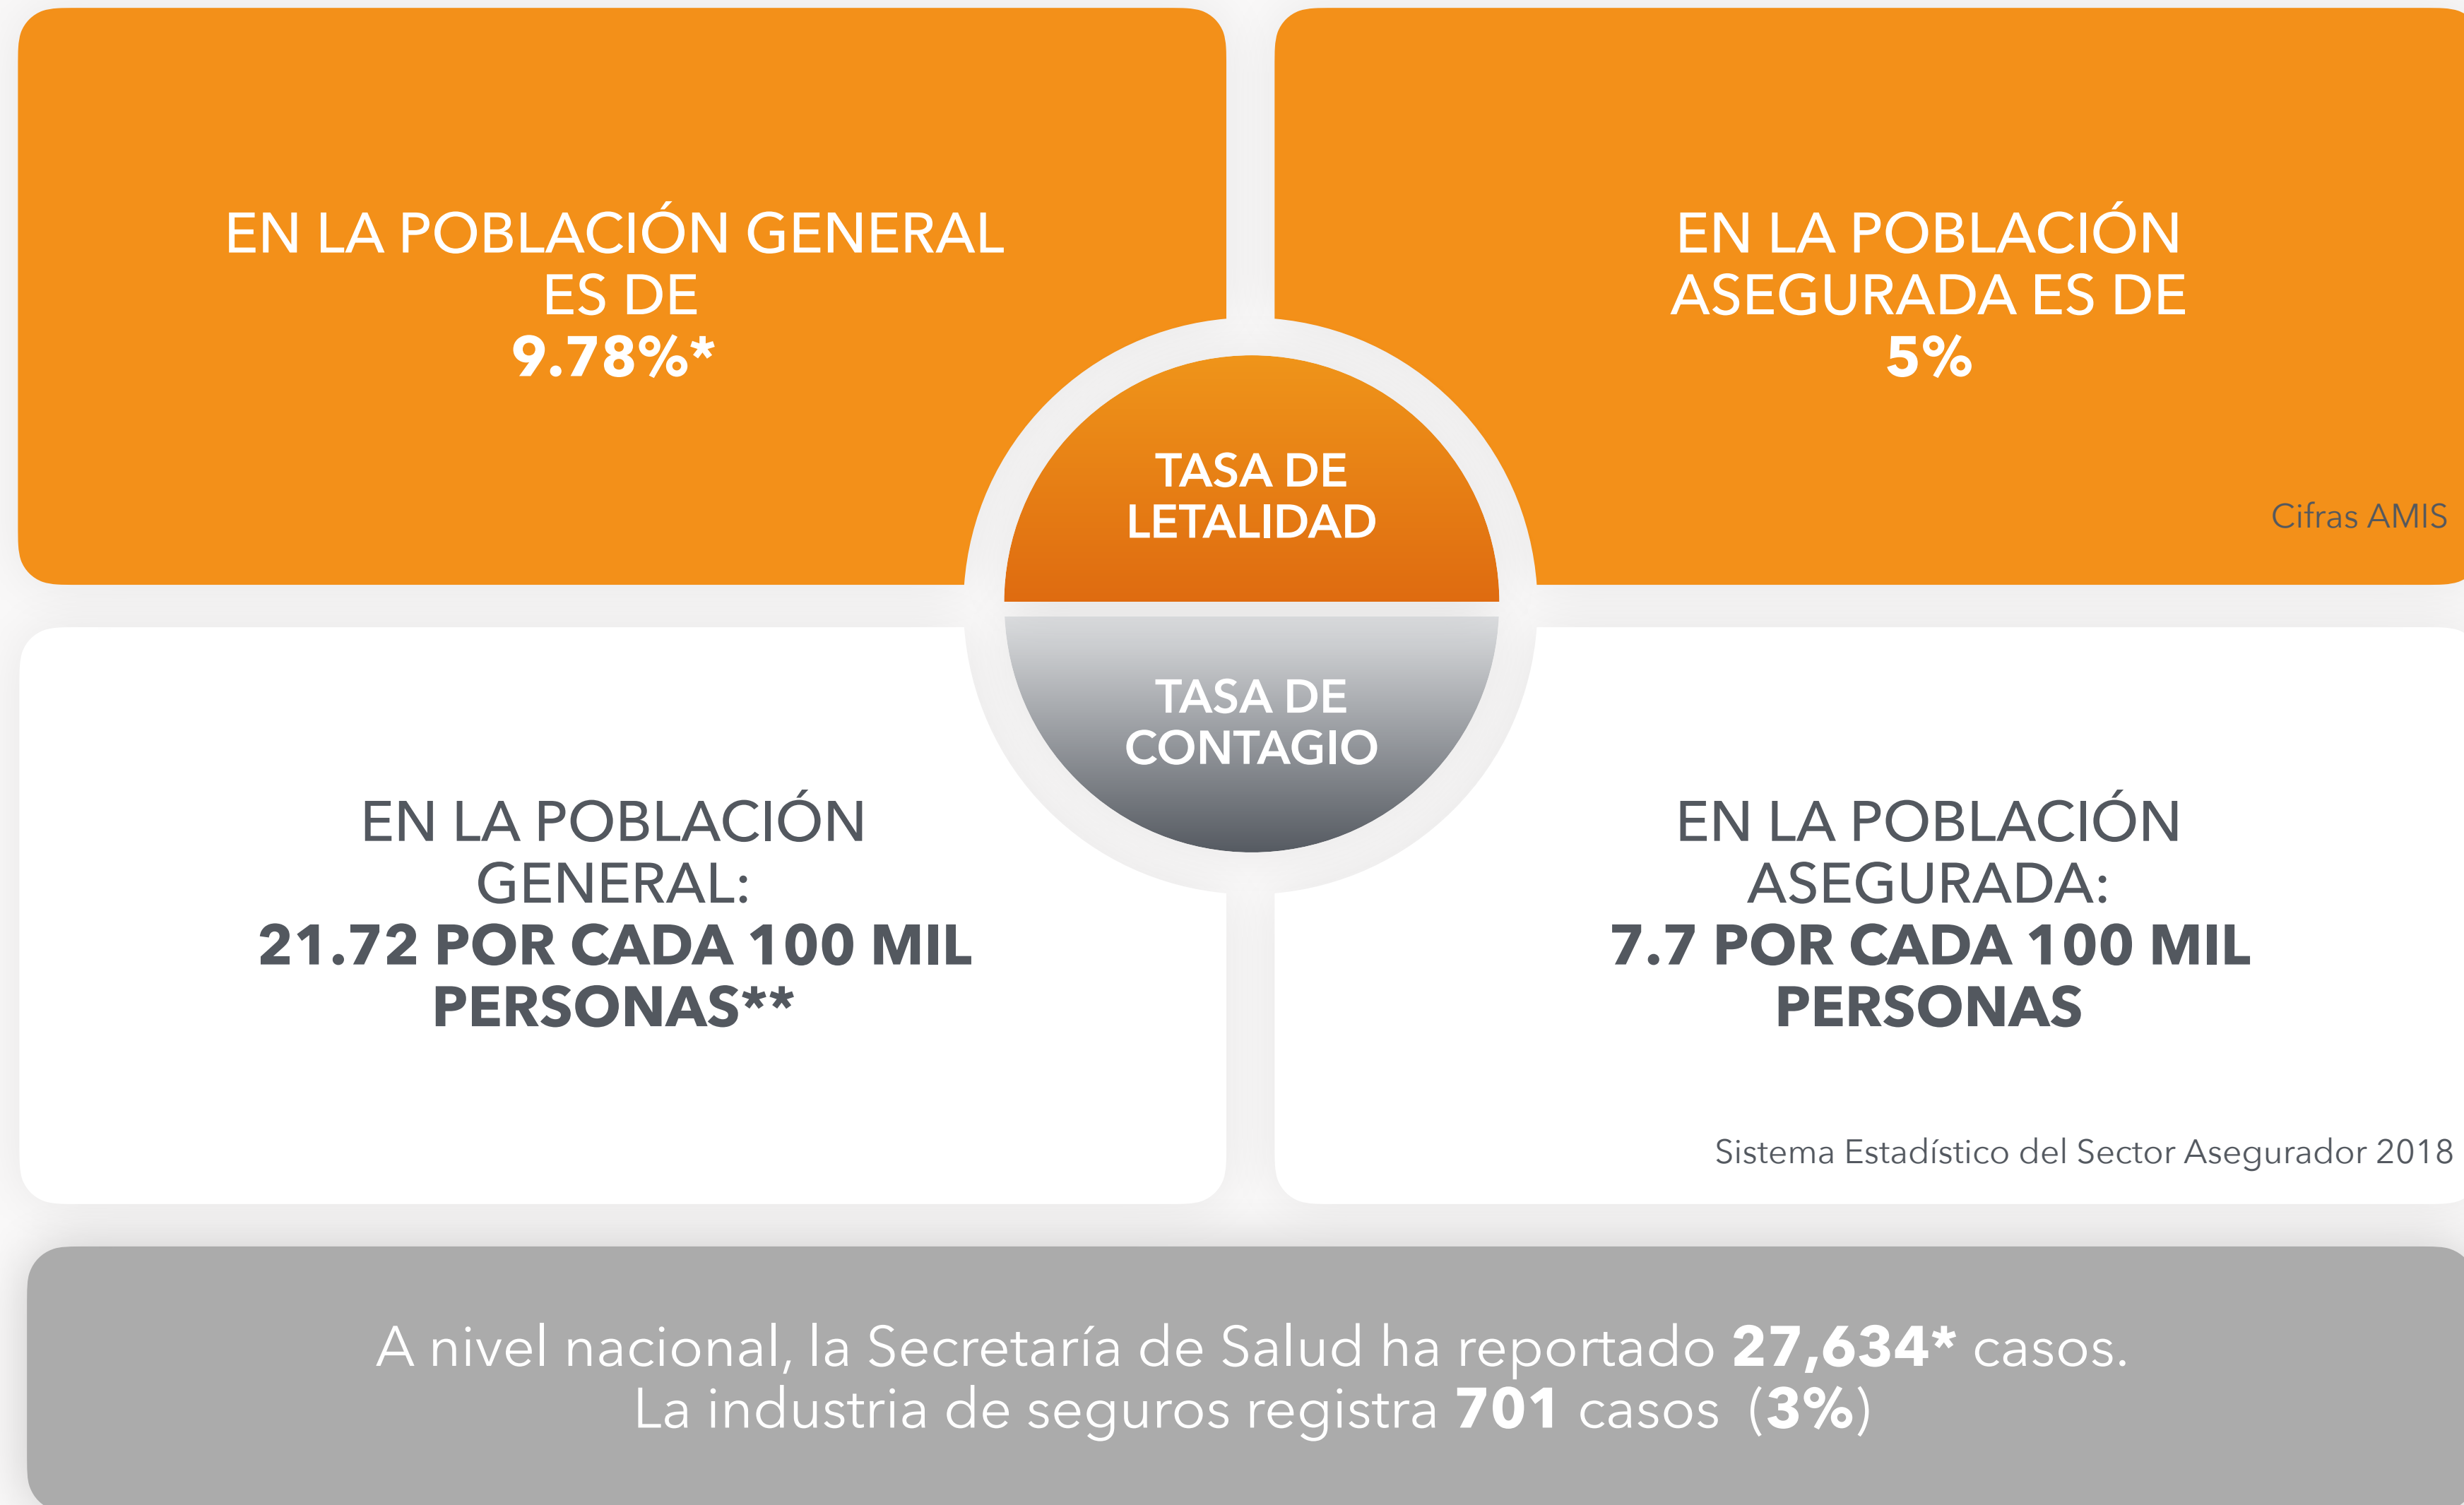 EN LA POBLACIÓN GENERAL
ES DE
9.78%*
EN LA POBLACIÓN
ASEGURADA ES DE
5%
Cifras AMIS
TASA DE
LETALIDAD
TASA DE
CONTAGIO
EN LA POBLACIÓN
GENERAL:
21.72 POR CADA 100 MIL
PERSONAS**
EN LA POBLACIÓN
ASEGURADA:
7.7 POR CADA 100 MIL
PERSONAS
Sistema Estadístico del Sector Asegurador 2018
A nivel nacional, la Secretaría de Salud ha reportado 27,634* casos.
La industria de seguros registra 701 casos (3%)